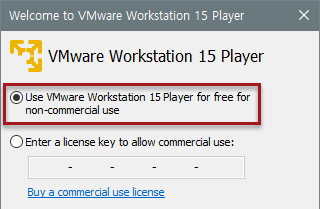 Welcome to VMware Workstation 15 Player
VMware Workstation 15 Player
Use VMware Workstation 15 Player for free for
non-commercial use
Enter a license key to allow commercial use:
- - - -
Buy a commercial use license